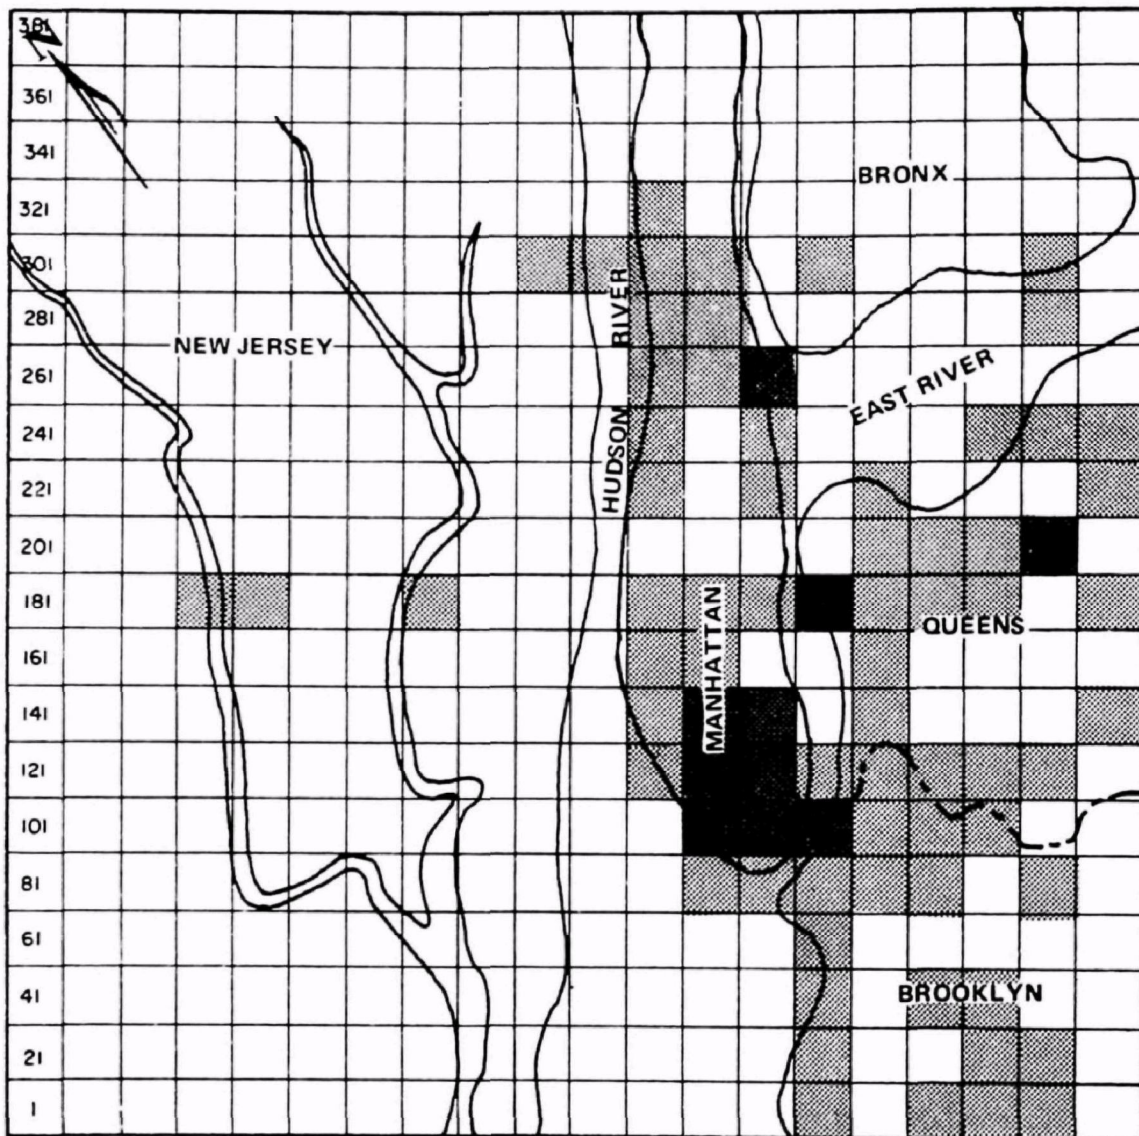 381
361
341
BRONX
321
301
HUDSON RIVER
281
NEW JERSEY
261
EAST RIVER
241
221
201
181
MANHATTAN
QUEENS
161
141
121
101
81
61
41
BROOKLYN
21
1